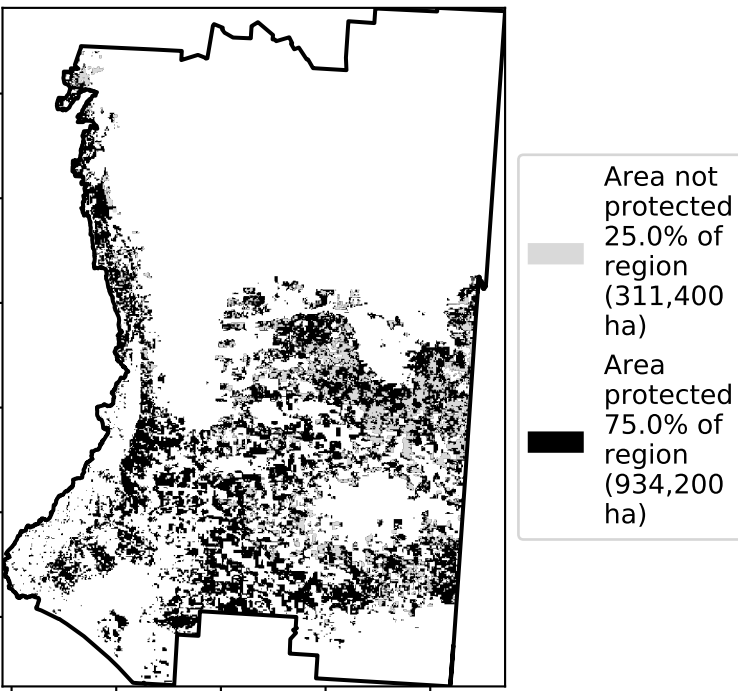 Area not
protected
25.0% of
region
(311,400
ha)
Area
protected
75.0% of
region
(934,200
ha)